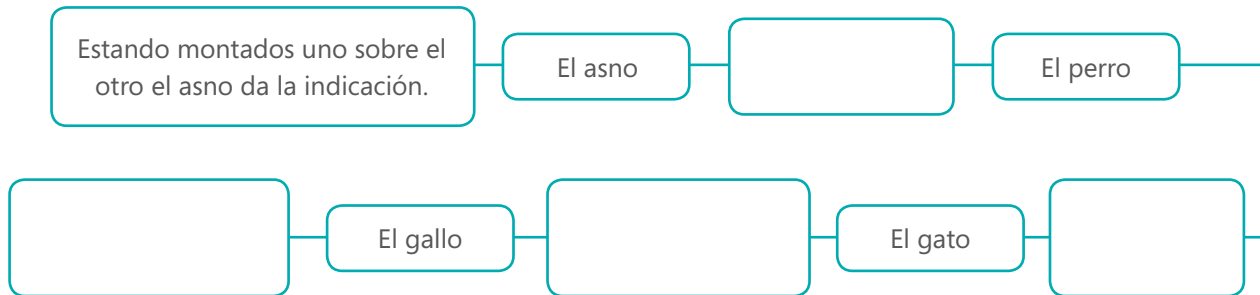 Estando montados uno sobre el
otro el asno da la indicación.
El asno
El perro
El gallo
El gato